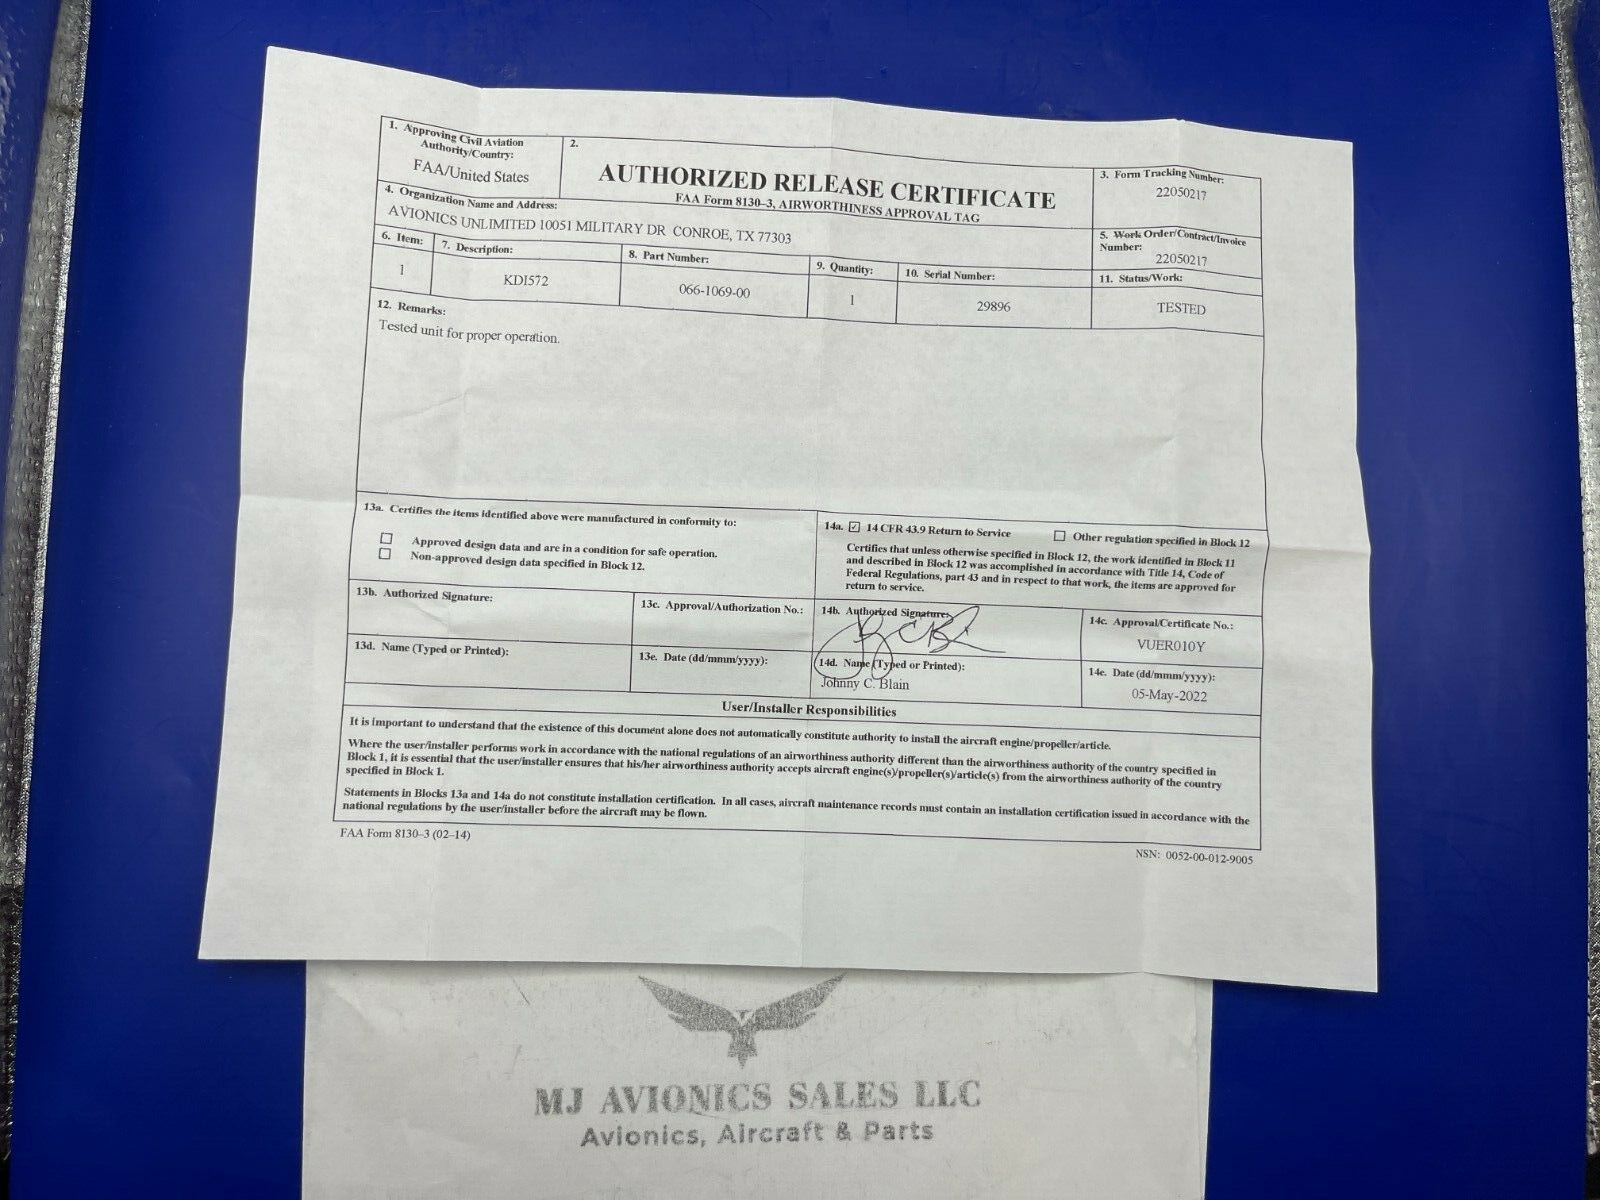 1. Approving Civil Aviation
Authority/Country:
FAA/United States
2.
AUTHORIZED RELEASE CERTIFICATE
FAA Form 8130–3, AIRWORTHINESS APPROVAL TAG
3. Form Tracking Number:
22050217
4. Organization Name and Address:
AVIONICS UNLIMITED 10051 MILITARY DR CONROE, TX 77303
5. Work Order/Contract/Invoice
Number:
22050217
6. Item:
1
7. Description:
KDI572
8. Part Number:
066-1069-00
9. Quantity:
1
10. Serial Number:
29896
11. Status/Work:
TESTED
12. Remarks:
Tested unit for proper operation.
13a. Certifies the items identified above were manufactured in conformity to:
Approved design data and are in a condition for safe operation.
Non-approved design data specified in Block 12.
14a. 14 CFR 43.9 Return to Service
Other regulation specified in Block 12
Certifies that unless otherwise specified in Block 12, the work identified in Block 11
and described in Block 12 was accomplished in accordance with Title 14, Code of
Federal Regulations, part 43 and in respect to that work, the items are approved for
return to service.
13b. Authorized Signature:
13c. Approval/Authorization No.:
14b. Authorized Signature:
14c. Approval/Certificate No.:
VUER010Y
13d. Name (Typed or Printed):
13e. Date (dd/mmm/yyyy):
14d. Name (Typed or Printed):
Johnny C. Blain
14e. Date (dd/mmm/yyyy):
05-May-2022
User/Installer Responsibilities
It is important to understand that the existence of this document alone does not automatically constitute authority to install the aircraft engine/propeller/article.
Where the user/installer performs work in accordance with the national regulations of an airworthiness authority different than the airworthiness authority of the country specified in
Block 1, it is essential that the user/installer ensures that his/her airworthiness authority accepts aircraft engine(s)/propeller(s)/article(s) from the airworthiness authority of the country
specified in Block 1.
Statements in Blocks 13a and 14a do not constitute installation certification. In all cases, aircraft maintenance records must contain an installation certification issued in accordance with the
national regulations by the user/installer before the aircraft may be flown.
FAA Form 8130–3 (02–14)
NSN: 0052-00-012-9005
MJ AVIONICS SALES LLC
Avionics, Aircraft & Parts